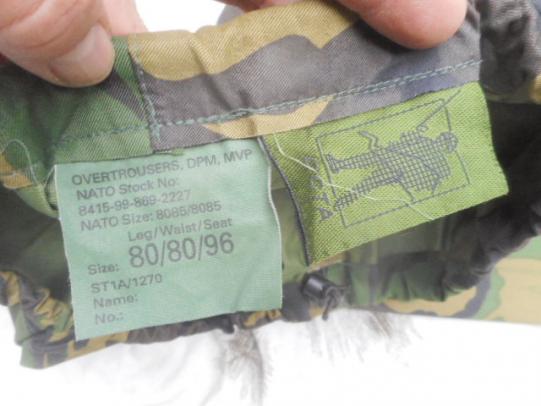 OVERTROUSERS, DPM, MVP
NATO Stock No:
8415-99-869-2227
NATO Size: 8085/8085
Leg/Waist/Seat
Size: 80/80/96
ST1A/1270
Name:
No.: